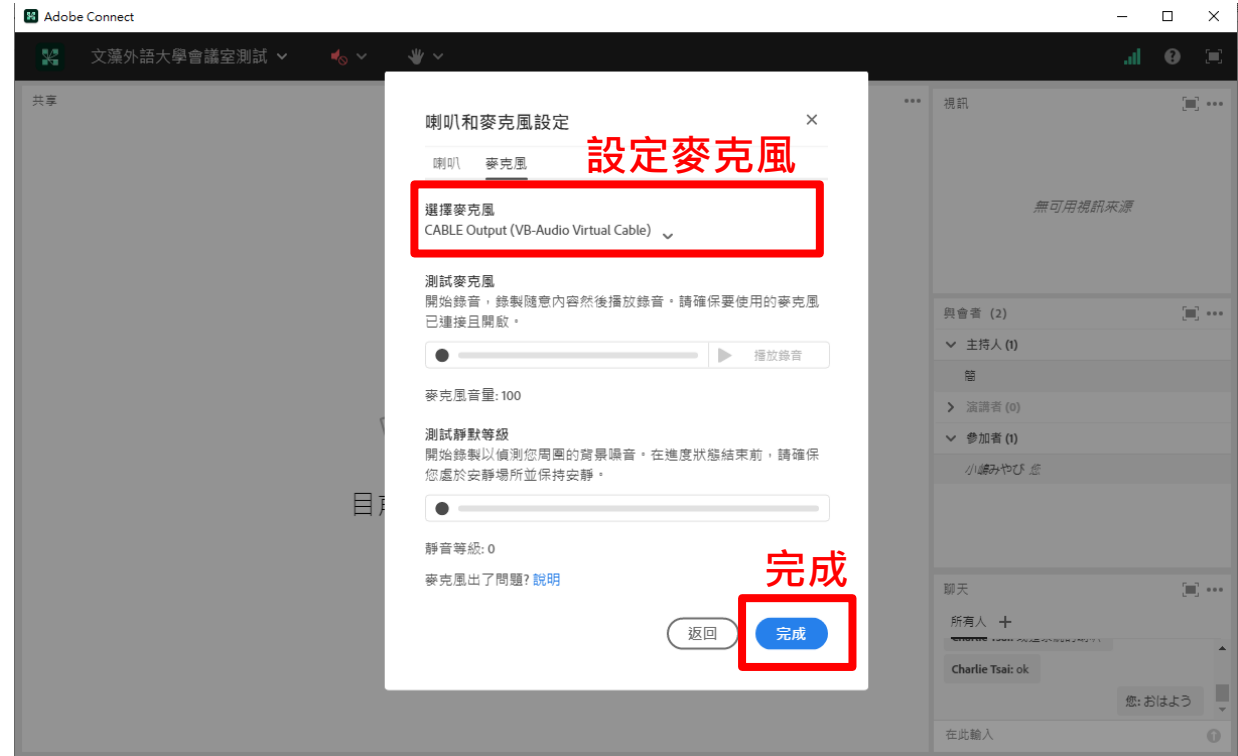 Adobe Connect
文藻外語大學會議室測試
共享
喇叭和麥克風設定
設定麥克風
喇叭 麥克風
選擇麥克風
CABLE Output (VB-Audio Virtual Cable)
測試麥克風
開始錄音，錄製隨意內容然後播放錄音。請確保要使用的麥克風
已連接且開啟。
播放錄音
麥克風音量: 100
測試靜默等級
開始錄製以偵測您周圍的背景噪音。在進度狀態結束前，請確保
您處於安靜場所並保持安靜。
靜音等級: 0
麥克風出了問題? 說明
完成
返回
完成
目
視訊
無可用視訊來源
與會者 (2)
主持人 (1)
簡
演講者 (0)
參加者 (1)
小嶋みやび 您
聊天
所有人
Charlie Tsai: ok
您: おはよう
在此輸入